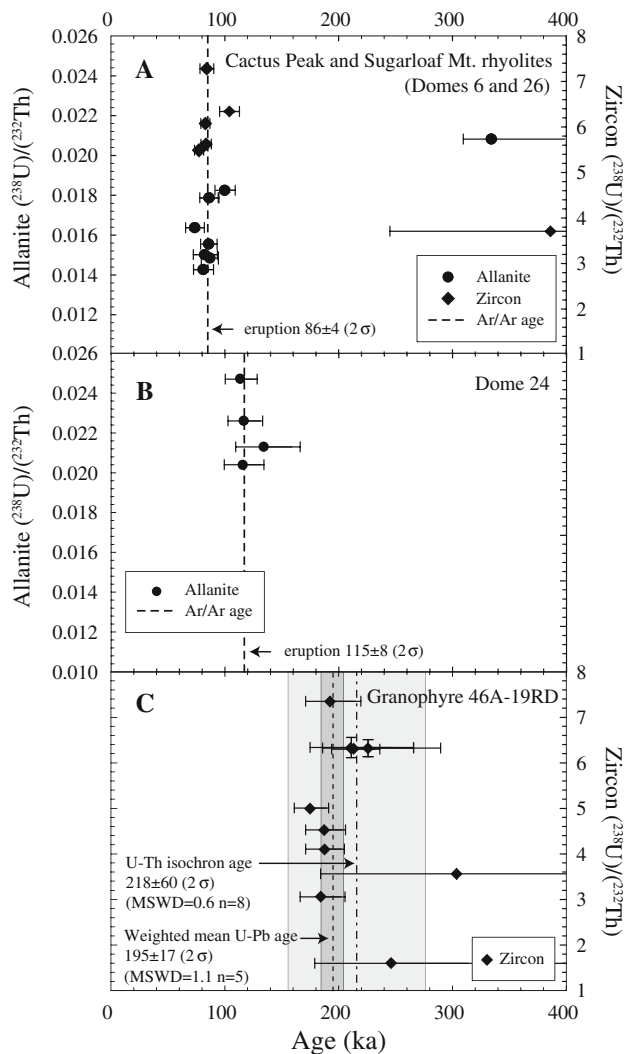 0 100 200 300 400
0.026
0.024
0.022
0.020
0.018
0.016
0.014
0.012
0.026
Allanite (²³⁸U)/(²³²Th)
A
Cactus Peak and Sugarloaf Mt. rhyolites
(Domes 6 and 26)
8
7
6
5
4
3
2
1
Zircon (²³⁸U)/(²³²Th)
Allanite
Zircon
Ar/Ar age
eruption 86±4 (2 σ)
B
Dome 24
0.024
0.022
0.020
0.018
0.016
0.014
0.012
0.010
Allanite (²³⁸U)/(²³²Th)
Allanite
Ar/Ar age
eruption 115±8 (2 σ)
C
Granophyre 46A-19RD
8
7
6
5
4
3
2
1
Zircon (²³⁸U)/(²³²Th)
U-Th isochron age
218±60 (2 σ)
(MSWD=0.6 n=8)
Weighted mean U-Pb age
195±17 (2 σ)
(MSWD=1.1 n=5)
Zircon
0 100 200 300 400
Age (ka)